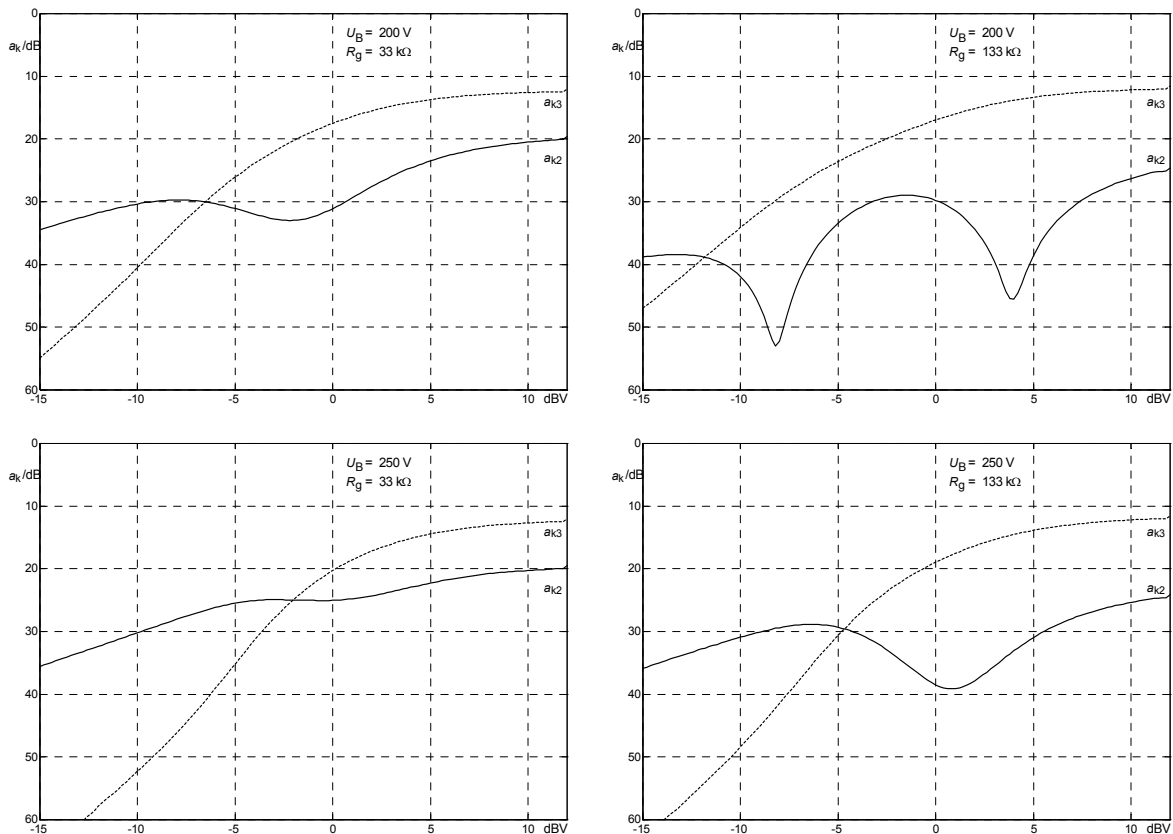 0
a_k/dB
10
20
30
40
50
60
U_B = 200 V
R_g = 33 kΩ
a_k3
a_k2
-15
-10
-5
0
5
10
dBV
0
a_k/dB
10
20
30
40
50
60
U_B = 200 V
R_g = 133 kΩ
a_k3
a_k2
-15
-10
-5
0
5
10
dBV
0
a_k/dB
10
20
30
40
50
60
U_B = 250 V
R_g = 33 kΩ
a_k3
a_k2
-15
-10
-5
0
5
10
dBV
0
a_k/dB
10
20
30
40
50
60
U_B = 250 V
R_g = 133 kΩ
a_k3
a_k2
-15
-10
-5
0
5
10
dBV